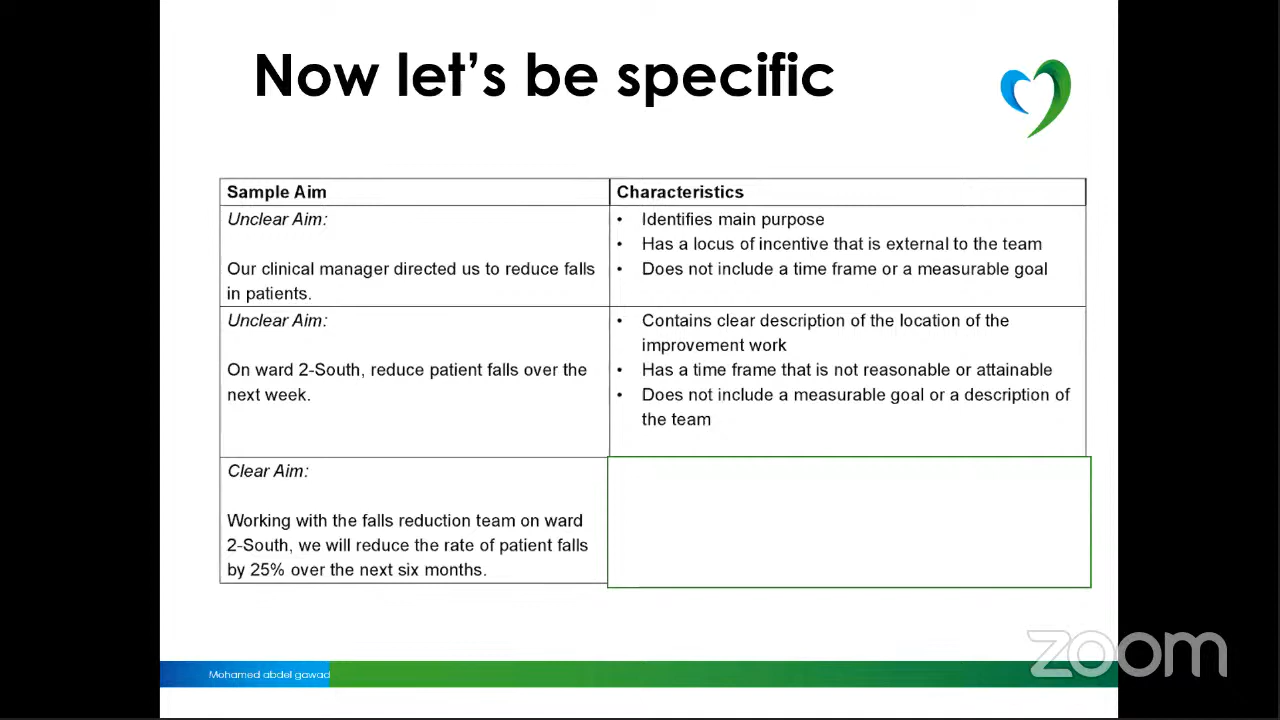 Now let's be specific
Sample Aim
Characteristics
Unclear Aim:
Our clinical manager directed us to reduce falls
in patients.
• Identifies main purpose
• Has a locus of incentive that is external to the team
• Does not include a time frame or a measurable goal
Unclear Aim:
On ward 2-South, reduce patient falls over the
next week.
• Contains clear description of the location of the
improvement work
• Has a time frame that is not reasonable or attainable
• Does not include a measurable goal or a description of
the team
Clear Aim:
Working with the falls reduction team on ward
2-South, we will reduce the rate of patient falls
by 25% over the next six months.
Mohamed abdel gawad
zoom